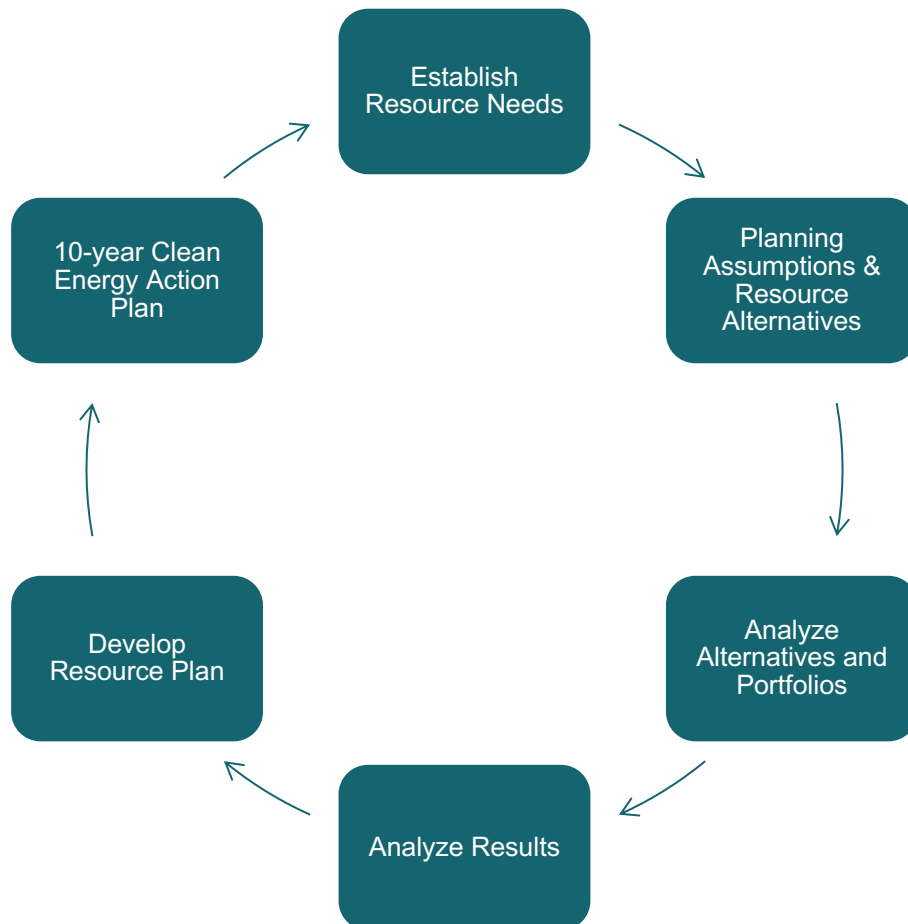 Establish
Resource Needs
Planning
Assumptions &
Resource
Alternatives
Analyze
Alternatives and
Portfolios
Analyze Results
Develop
Resource Plan
10-year Clean
Energy Action
Plan